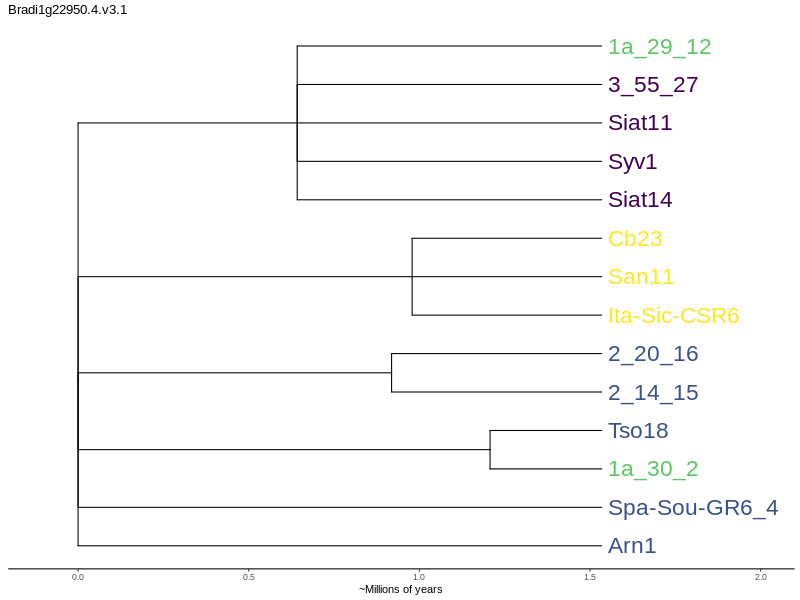 Bradi1g22950.4.v3.1
1a_29_12
3_55_27
Siat11
Syv1
Siat14
Cb23
San11
Ita-Sic-CSR6
2_20_16
2_14_15
Tso18
1a_30_2
Spa-Sou-GR6_4
Arn1
0.0 0.5 1.0 1.5 2.0
~Millions of years